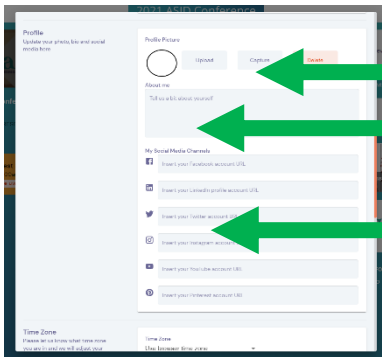 2021 ASID Conference
Profile
Update your photo, bio and social
media here
Profile Picture
Upload
Capture
Delete
About me
Tell us a bit about yourself
My Social Media Channels
Insert your Facebook account URL
Insert your LinkedIn profile account URL
Insert your Twitter account URL
Insert your Instagram account URL
Insert your YouTube account URL
Insert your Pinterest account URL
Time Zone
Please let us know what time zone
you are in and we will adjust your
Time Zone
Use browser time zone